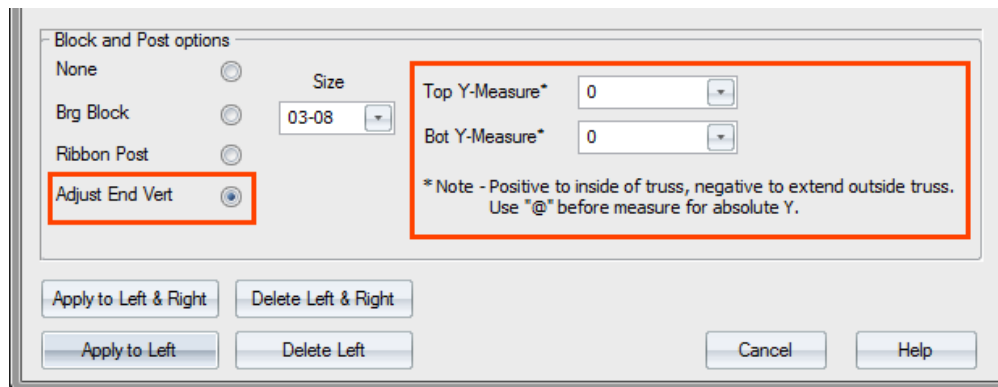 Block and Post options
None
Size
Top Y-Measure*
0
Brg Block
03-08
Bot Y-Measure*
0
Ribbon Post
Adjust End Vert
* Note - Positive to inside of truss, negative to extend outside truss.
Use "@" before measure for absolute Y.
Apply to Left & Right
Delete Left & Right
Apply to Left
Delete Left
Cancel
Help